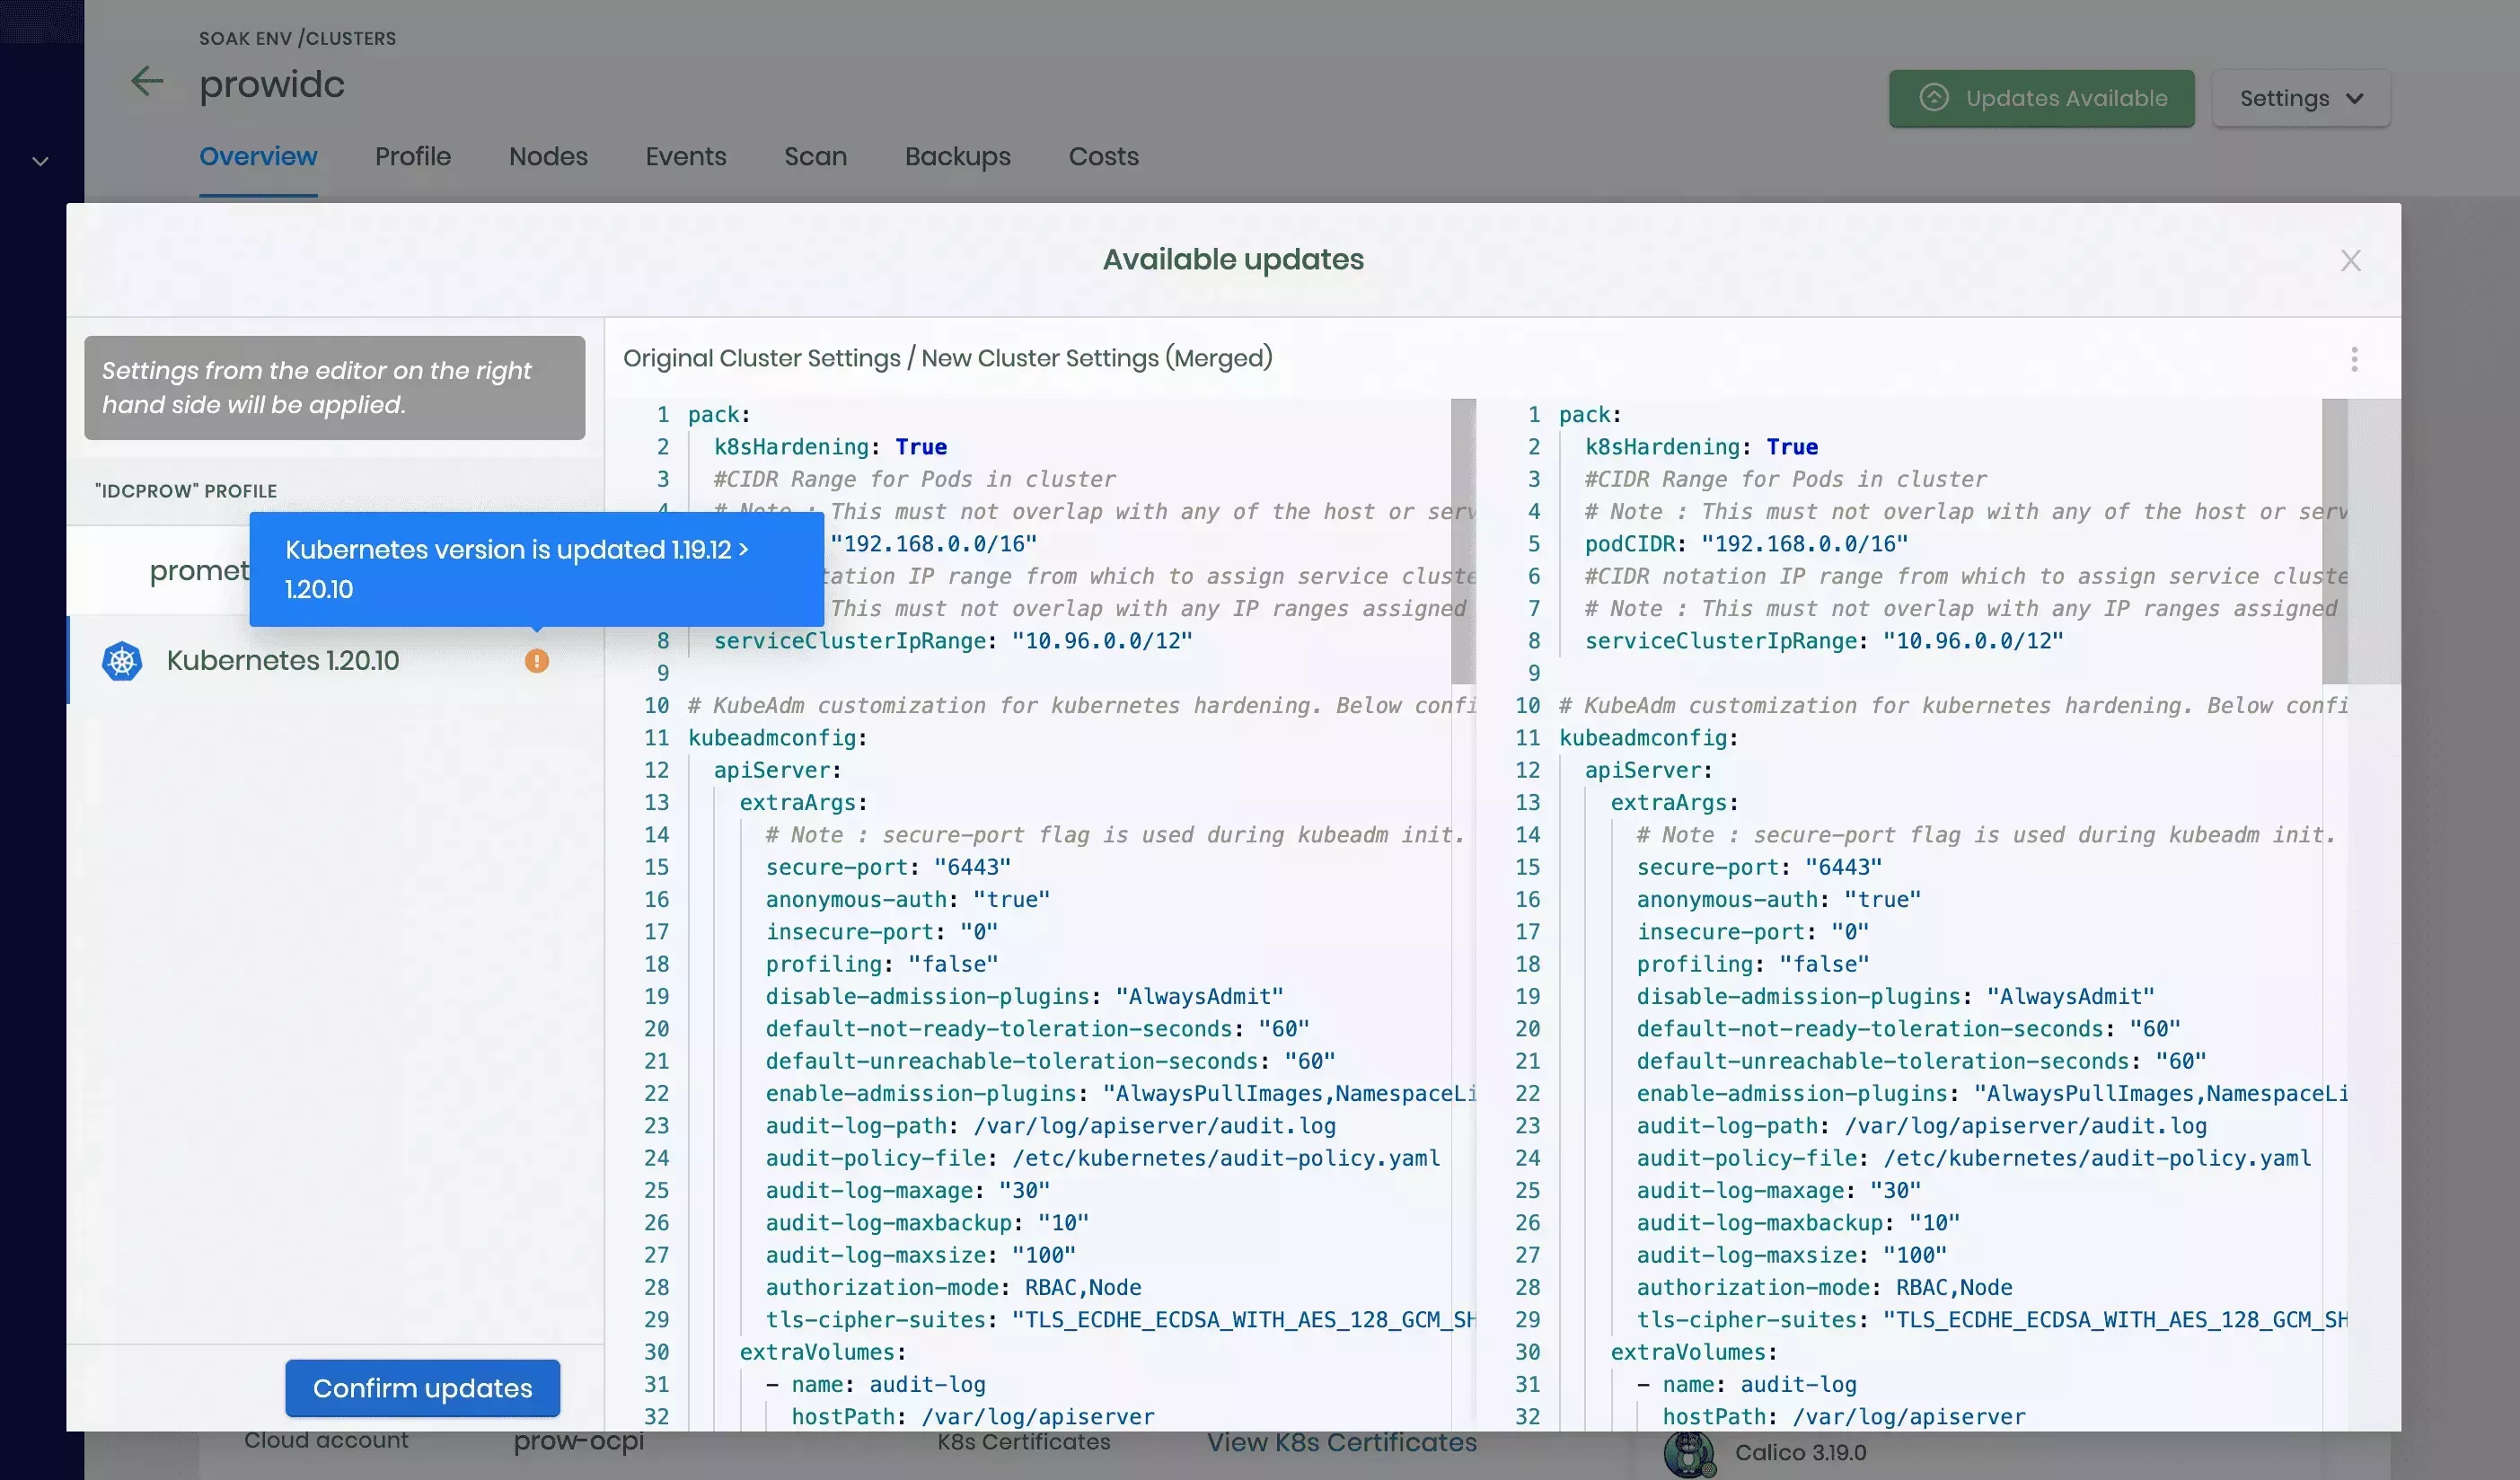 SOAK ENV /CLUSTERS
prowidc
Updates Available
Settings
Overview
Profile
Nodes
Events
Scan
Backups
Costs
Available updates
X
Settings from the editor on the right
hand side will be applied.
"IDCPROW" PROFILE
promet
Kubernetes version is updated 1.19.12 >
1.20.10
Kubernetes 1.20.10
Confirm updates
Original Cluster Settings / New Cluster Settings (Merged)
1 pack:
2 k8sHardening: True
3 #CIDR Range for Pods in cluster
4 # Note : This must not overlap with any of the host or serv
"192.168.0.0/16"
tation IP range from which to assign service cluste
This must not overlap with any IP ranges assigned
8 serviceClusterIpRange: "10.96.0.0/12"
9
10 # KubeAdm customization for kubernetes hardening. Below confi
11 kubeadmconfig:
12 apiServer:
13 extraArgs:
14 # Note : secure-port flag is used during kubeadm init.
15 secure-port: "6443"
16 anonymous-auth: "true"
17 insecure-port: "0"
18 profiling: "false"
19 disable-admission-plugins: "AlwaysAdmit"
20 default-not-ready-toleration-seconds: "60"
21 default-unreachable-toleration-seconds: "60"
22 enable-admission-plugins: "AlwaysPullImages,NamespaceLi
23 audit-log-path: /var/log/apiserver/audit.log
24 audit-policy-file: /etc/kubernetes/audit-policy.yaml
25 audit-log-maxage: "30"
26 audit-log-maxbackup: "10"
27 audit-log-maxsize: "100"
28 authorization-mode: RBAC,Node
29 tls-cipher-suites: "TLS_ECDHE_ECDSA_WITH_AES_128_GCM_SH
30 extraVolumes:
31 - name: audit-log
32 hostPath: /var/log/apiserver
1 pack:
2 k8sHardening: True
3 #CIDR Range for Pods in cluster
4 # Note : This must not overlap with any of the host or serv
5 podCIDR: "192.168.0.0/16"
6 #CIDR notation IP range from which to assign service cluste
7 # Note : This must not overlap with any IP ranges assigned
8 serviceClusterIpRange: "10.96.0.0/12"
9
10 # KubeAdm customization for kubernetes hardening. Below confi
11 kubeadmconfig:
12 apiServer:
13 extraArgs:
14 # Note : secure-port flag is used during kubeadm init.
15 secure-port: "6443"
16 anonymous-auth: "true"
17 insecure-port: "0"
18 profiling: "false"
19 disable-admission-plugins: "AlwaysAdmit"
20 default-not-ready-toleration-seconds: "60"
21 default-unreachable-toleration-seconds: "60"
22 enable-admission-plugins: "AlwaysPullImages,NamespaceLi
23 audit-log-path: /var/log/apiserver/audit.log
24 audit-policy-file: /etc/kubernetes/audit-policy.yaml
25 audit-log-maxage: "30"
26 audit-log-maxbackup: "10"
27 audit-log-maxsize: "100"
28 authorization-mode: RBAC,Node
29 tls-cipher-suites: "TLS_ECDHE_ECDSA_WITH_AES_128_GCM_SH
30 extraVolumes:
31 - name: audit-log
32 hostPath: /var/log/apiserver
Cloud account
prow-ocpi
K8s Certificates
View K8s Certificates
Calico 3.19.0